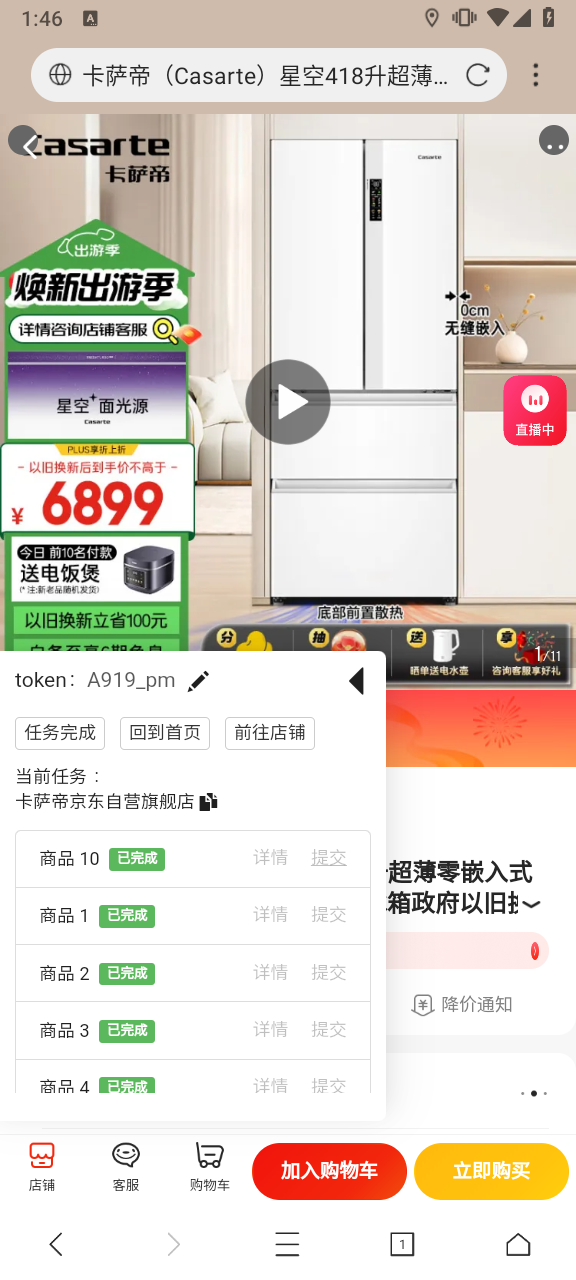 1:46
A
卡萨帝（Casarte）星空418升超薄...
Casarte
卡萨帝
Casarte
出游季
焕新出游季
详情咨询店铺客服
0cm
无缝嵌入
星空 面光源
Casarte
直播中
PLUS享折上折
- 以旧换新后到手价不高于 -
¥ 6899
今日 前10名付款
送电饭煲
(* 注:新老品随机发货)
以旧换新立省100元
底部前置散热
分 抽 送 享
晒单送电水壶 咨询客服享好礼
1/11
token： A919_pm
任务完成 回到首页 前往店铺
当前任务：
卡萨帝京东自营旗舰店
商品 10 已完成 详情 提交
商品 1 已完成 详情 提交
商品 2 已完成 详情 提交
商品 3 已完成 详情 提交
商品 4 已完成 详情 提交
超薄零嵌入式
箱政府以旧
降价通知
店铺 客服 购物车 加入购物车 立即购买
1